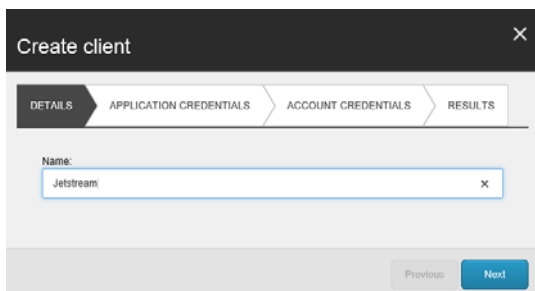 Create client
DETAILS APPLICATION CREDENTIALS ACCOUNT CREDENTIALS RESULTS
Name:
Jetstream
Previous Next